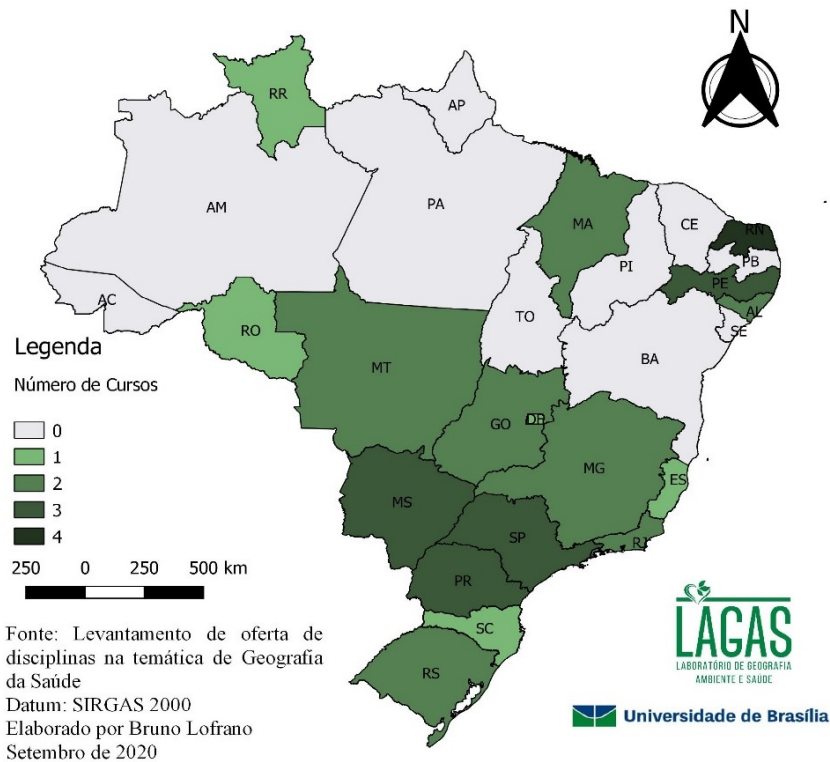 N
RR
AP
AM
PA
MA
CE
RN
PB
PI
PE
AC
AL
TO
SE
RO
BA
MT
GO
DF
MG
ES
MS
SP
RJ
PR
SC
RS
Legenda
Número de Cursos
0
1
2
3
4
250 0 250 500 km
Fonte: Levantamento de oferta de
disciplinas na temática de Geografia
da Saúde
Datum: SIRGAS 2000
Elaborado por Bruno Lofrano
Setembro de 2020
LAGAS
LABORATÓRIO DE GEOGRAFIA
AMBIENTE E SAÚDE
Universidade de Brasília